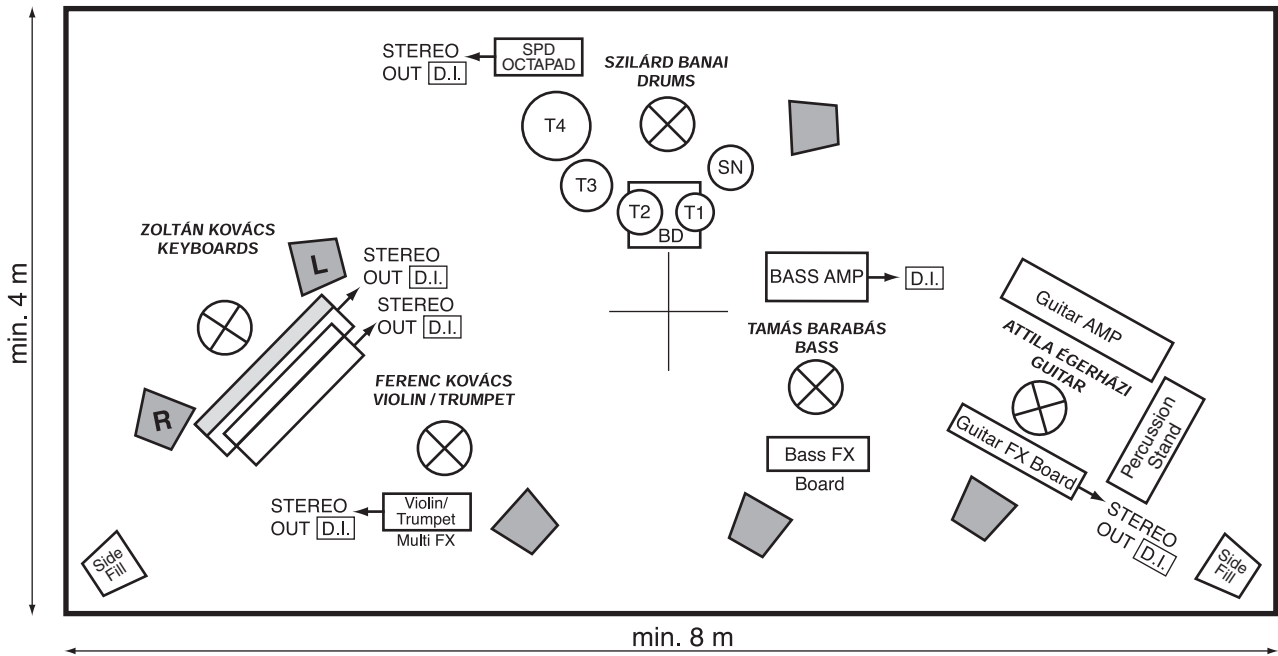 STEREO
OUT D.I.
SPD
OCTAPAD
SZILÁRD BANAI
DRUMS
T4
SN
T3
T2
T1
BD
ZOLTÁN KOVÁCS
KEYBOARDS
L
STEREO
OUT D.I.
STEREO
OUT D.I.
R
BASS AMP
D.I.
TAMÁS BARABÁS
BASS
Guitar AMP
ATTILA ÉGERHÁZI
GUITAR
FERENC KOVÁCS
VIOLIN / TRUMPET
Bass FX
Board
Guitar FX Board
Percussion
Stand
STEREO
OUT D.I.
STEREO
OUT D.I.
Violin/
Trumpet
Multi FX
Side
Fill
Side
Fill
min. 4 m
min. 8 m